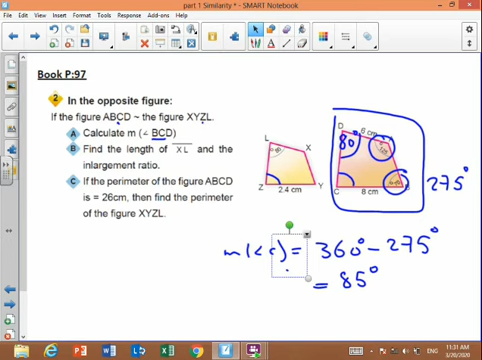 part 1 Similarity * - SMART Notebook
File Edit View Insert Format Tools Add-ons Response Help
Book P:97
2 In the opposite figure:
If the figure ABCD ~ the figure XYZL.
A Calculate m (∠ BCD)
B Find the length of XL and the
enlargement ratio.
C If the perimeter of the figure ABCD
is = 26cm, then find the perimeter
of the figure XYZL.
L
X
Z
2.4 cm
Y
D
6 cm
80°
C
8 cm
275°
m(∠C) = 360° - 275°
= 85°
ENG
11:31 AM
3/20/2020